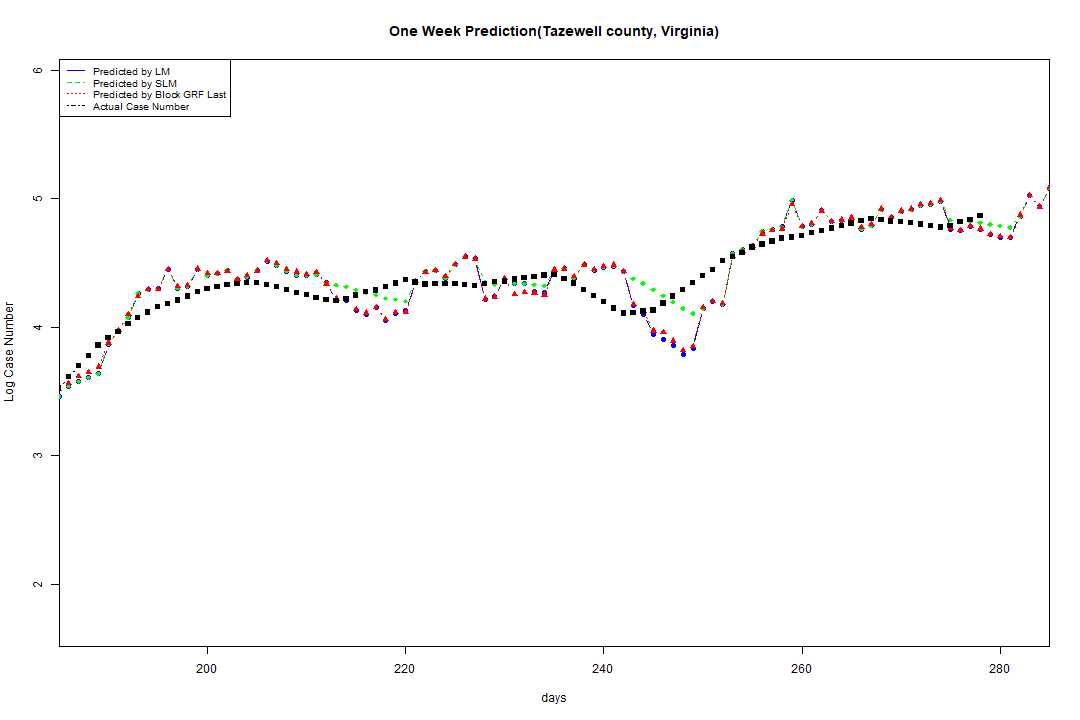 One Week Prediction(Tazewell county, Virginia)
Predicted by LM
Predicted by SLM
Predicted by Block GRF Last
Actual Case Number
6
5
4
3
2
Log Case Number
200
220
240
260
280
days